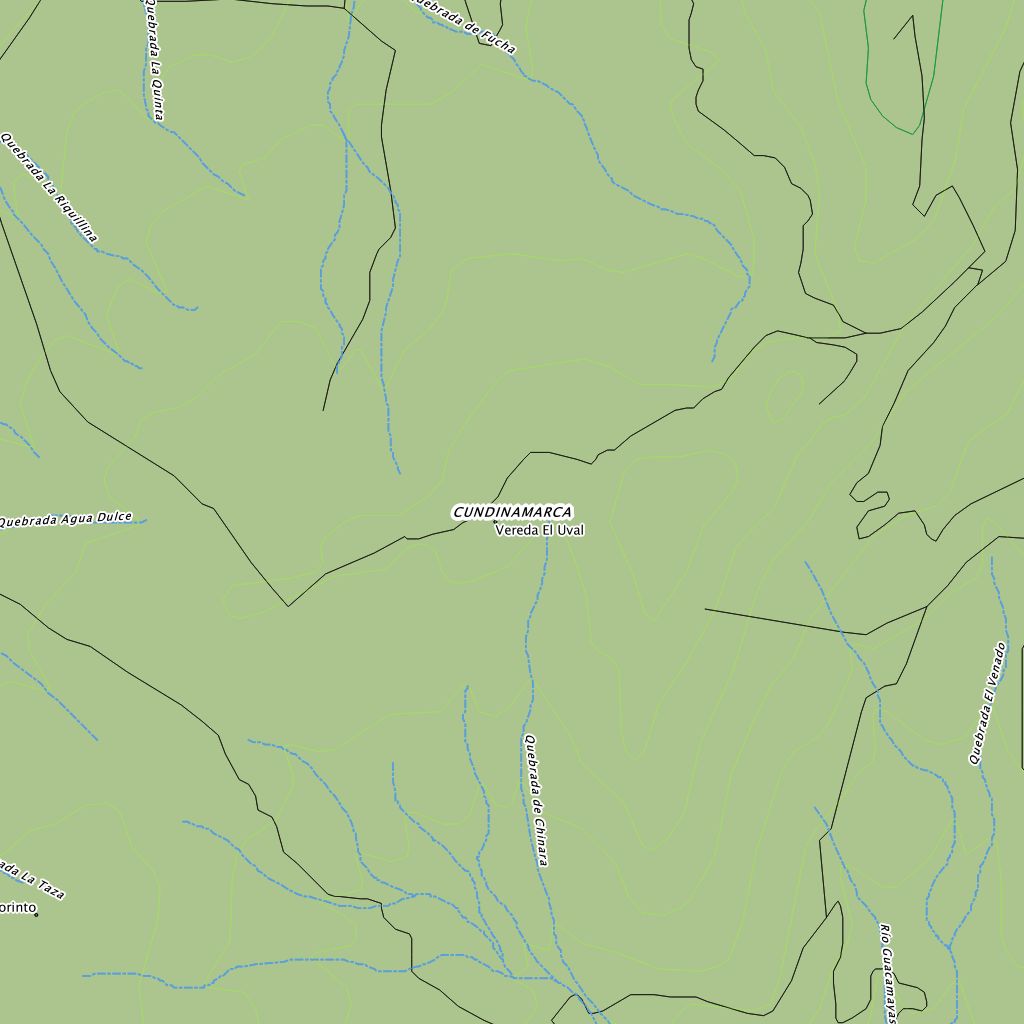 Quebrada La Quinta
Quebrada de Fucha
Quebrada La Riquillina
Quebrada Agua Dulce
CUNDINAMARCA
Vereda El Uval
Quebrada El Venado
Quebrada de Chinara
ada La Taza
orinto
Río Guacamayas